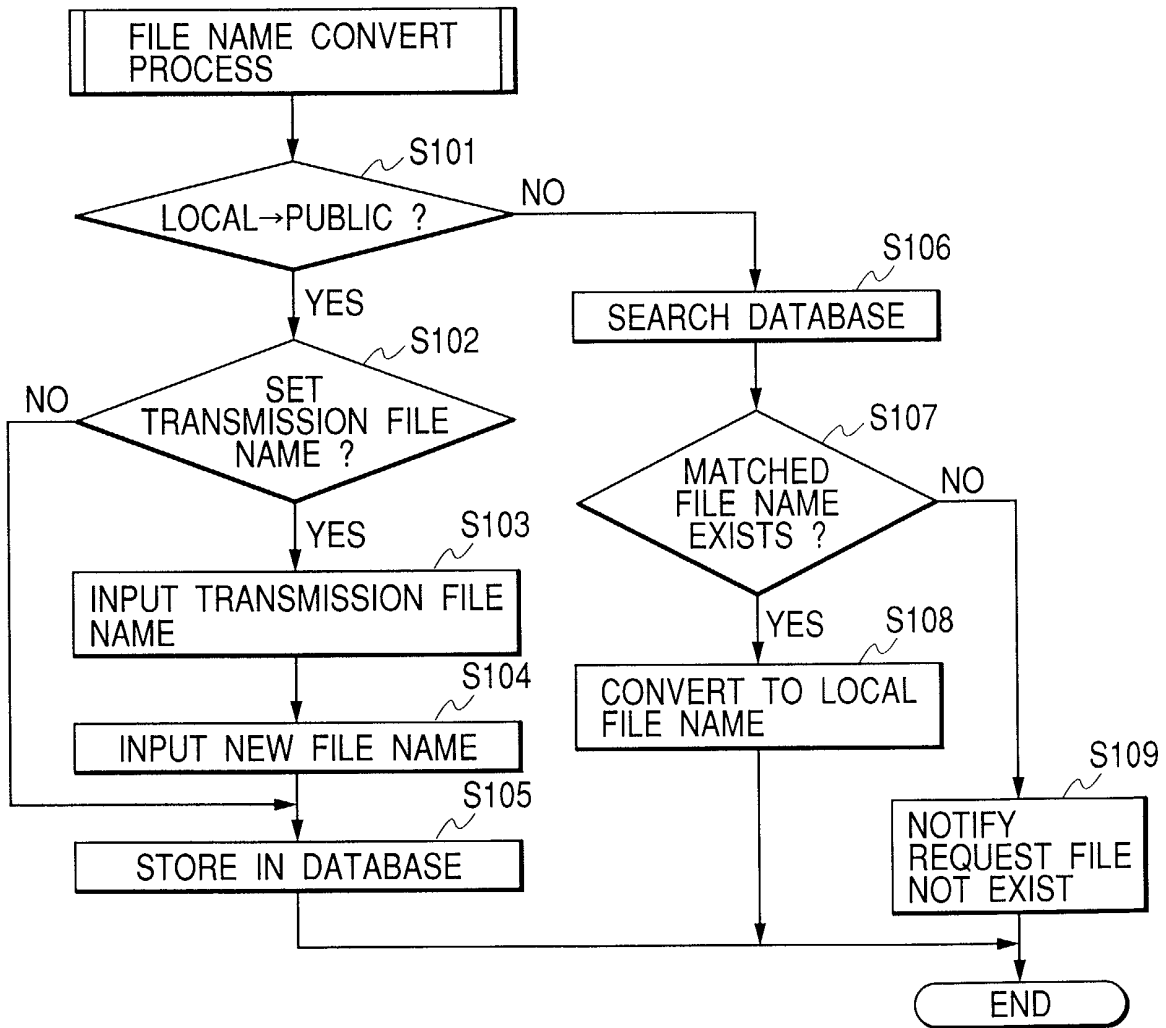 FILE NAME CONVERT
PROCESS
S101
LOCAL→PUBLIC ?
NO
YES
S102
SET
TRANSMISSION FILE
NAME ?
NO
YES
S103
INPUT TRANSMISSION FILE
NAME
S104
INPUT NEW FILE NAME
S105
STORE IN DATABASE
S106
SEARCH DATABASE
S107
MATCHED
FILE NAME
EXISTS ?
NO
YES
S108
CONVERT TO LOCAL
FILE NAME
S109
NOTIFY
REQUEST FILE
NOT EXIST
END